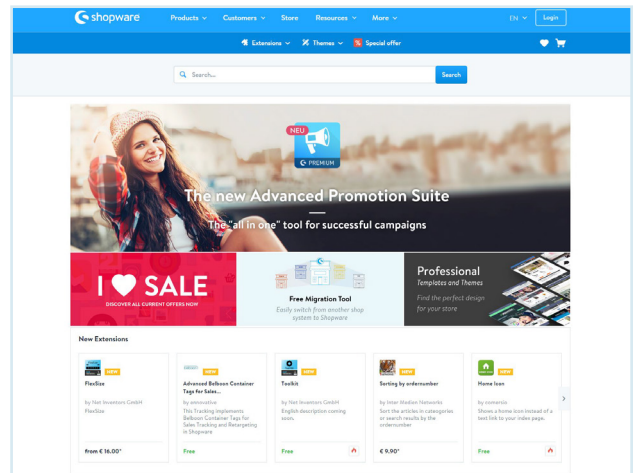 shopware Products Customers Store Resources More EN Login
Extensions Themes % Special offer
Search... Search
NEU
PREMIUM
The new Advanced Promotion Suite
The "all in one" tool for successful campaigns
I ♥ SALE
DISCOVER ALL CURRENT OFFERS NOW
Free Migration Tool
Easily switch from another shop
system to Shopware
Professional
Templates and Themes
Find the perfect design
for your store
New Extensions
NEW
FlexSize
by Net Inventors GmbH
FlexSize
from € 16.00*
NEW
Advanced Belboon Container
Tags for Sales...
by emnovative
This Tracking implements
Belboon Container Tags for
Sales Tracking and Retargeting
in Shopware
Free
NEW
Toolkit
by Net Inventors GmbH
English description coming
soon.
Free
NEW
Sorting by ordernumber
by Inter Median Networks
Sort the articles in categories
or search results by the
ordernumber
€ 9.90*
NEW
Home Icon
by comersio
Shows a home icon instead of a
text link to your index page.
Free